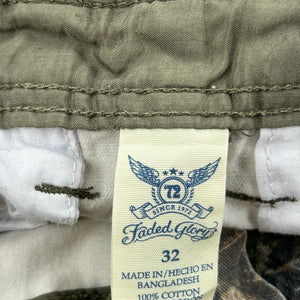 72
SINCE 1972
Faded Glory
32
MADE IN/HECHO EN
BANGLADESH
100% COTTON